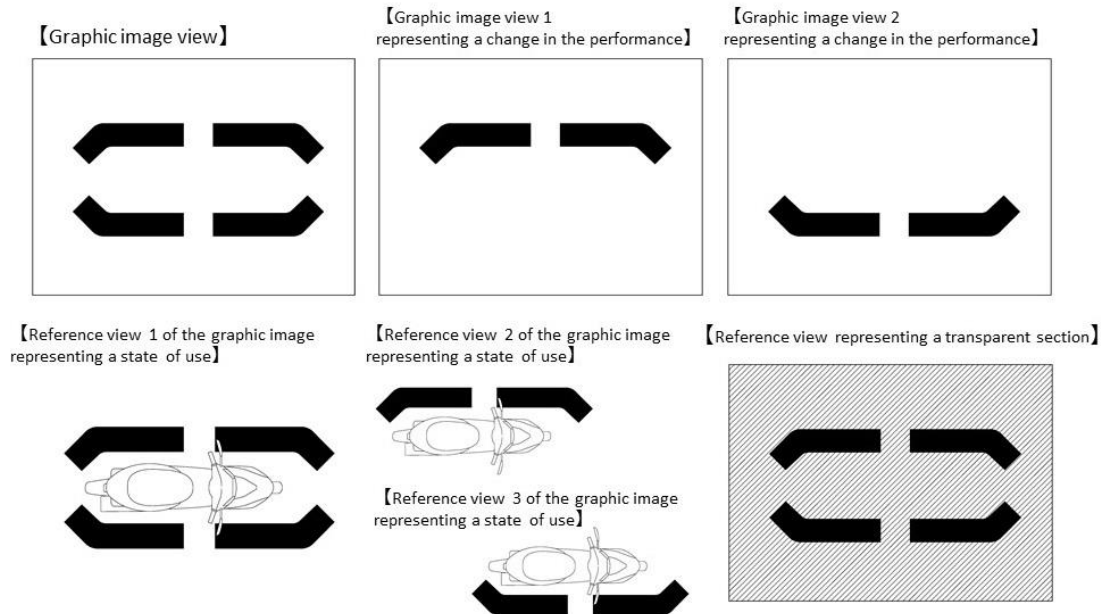 【Graphic image view】
【Graphic image view 1
representing a change in the performance】
【Graphic image view 2
representing a change in the performance】
【Reference view 1 of the graphic image
representing a state of use】
【Reference view 2 of the graphic image
representing a state of use】
【Reference view 3 of the graphic image
representing a state of use】
【Reference view representing a transparent section】